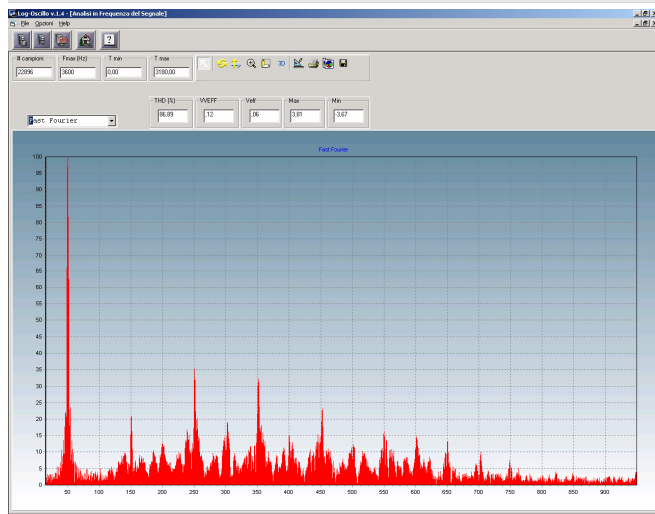 Log-Oscillo v.1.4 - [Analisi in Frequenza del Segnale]
File Opzioni Help
# campioni Fmax (Hz) T min T max
22896 3600 0,00 3180,00
3D
THD (%) VVEFF Veff Max Min
86,89 ,12 ,06 3,81 -3,67
Fast Fourier
Fast Fourier
100
95
90
85
80
75
70
65
60
55
50
45
40
35
30
25
20
15
10
5
0
50 100 150 200 250 300 350 400 450 500 550 600 650 700 750 800 850 900